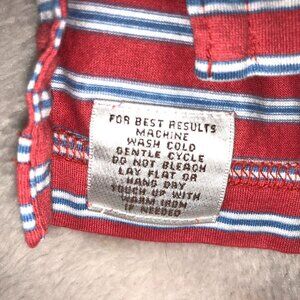 FOR BEST RESULTS
MACHINE
WASH COLD
GENTLE CYCLE
DO NOT BLEACH
LAY FLAT OR
HANG DRY
TOUCH UP WITH
WARM IRON
IF NEEDED